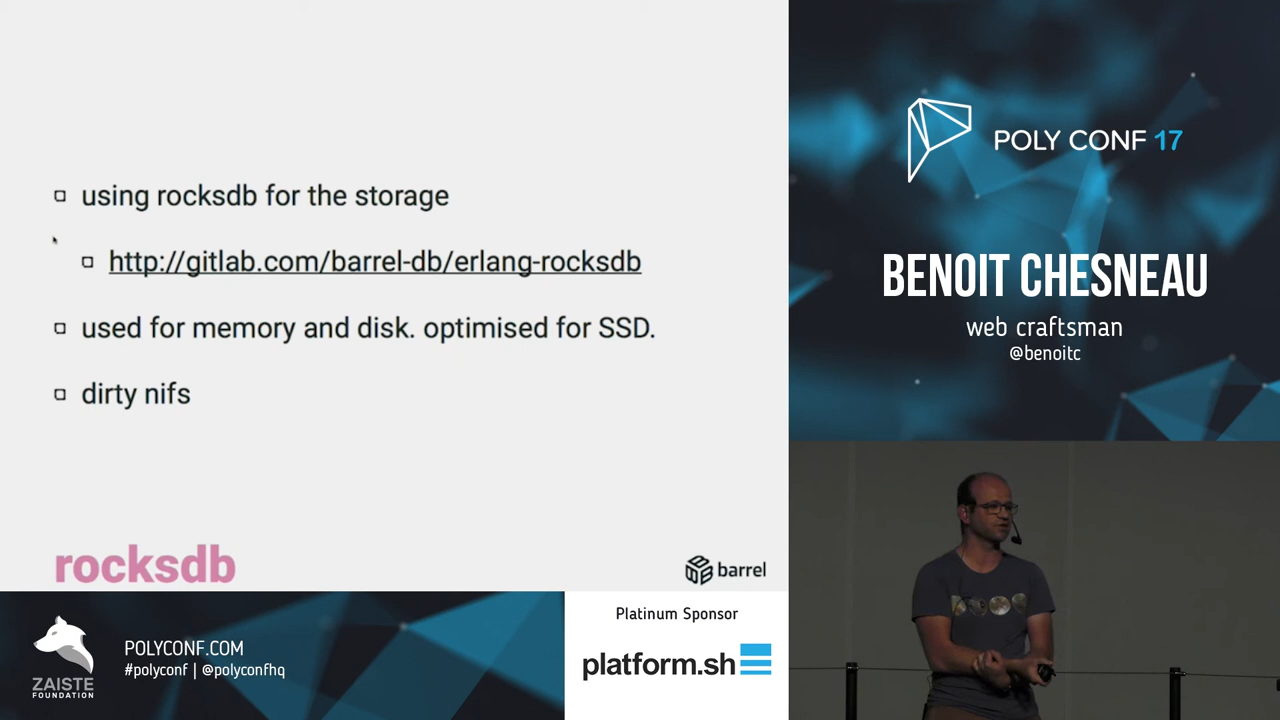 using rocksdb for the storage
http://gitlab.com/barrel-db/erlang-rocksdb
used for memory and disk. optimised for SSD.
dirty nifs
rocksdb
barrel
POLY CONF 17
BENOIT CHESNEAU
web craftsman
@benoitc
ZAISTE
FOUNDATION
POLYCONF.COM
#polyconf | @polyconfhq
Platinum Sponsor
platform.sh